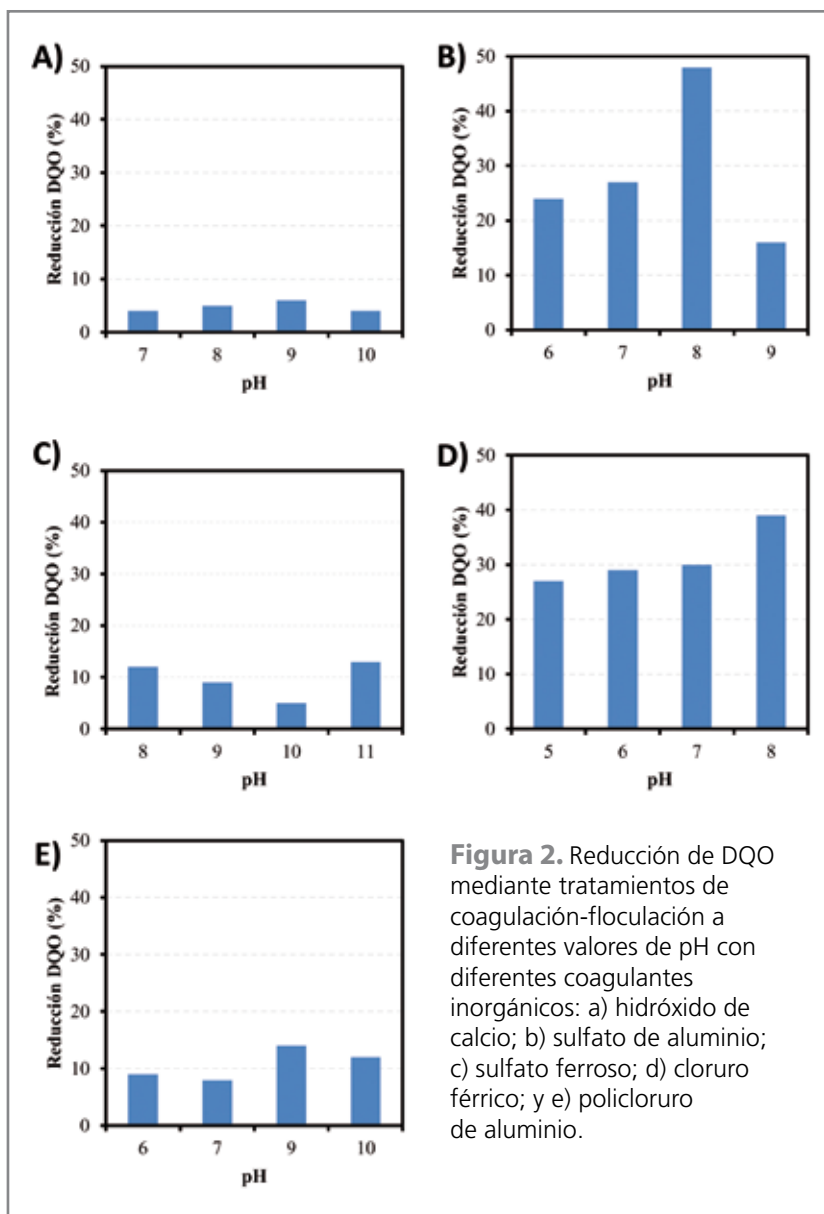 A)
50
40
30
20
10
0
Reducción DQO (%)
7 8 9 10
pH
B)
50
40
30
20
10
0
Reducción DQO (%)
6 7 8 9
pH
C)
50
40
30
20
10
0
Reducción DQO (%)
8 9 10 11
pH
D)
50
40
30
20
10
0
Reducción DQO (%)
5 6 7 8
pH
E)
50
40
30
20
10
0
Reducción DQO (%)
6 7 9 10
pH
Figura 2. Reducción de DQO
mediante tratamientos de
coagulación-floculación a
diferentes valores de pH con
diferentes coagulantes
inorgánicos: a) hidróxido de
calcio; b) sulfato de aluminio;
c) sulfato ferroso; d) cloruro
férrico; y e) policloruro
de aluminio.